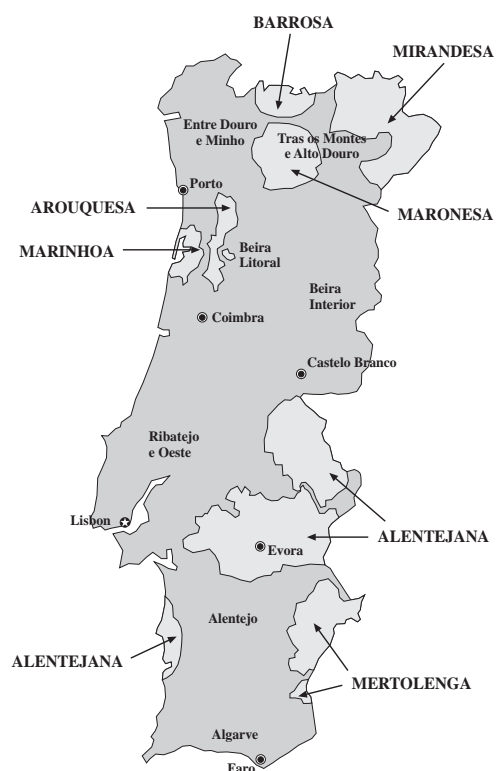 BARROSA
MIRANDESA
Entre Douro
e Minho
Tras os Montes
e Alto Douro
Porto
AROUQUESA
MARONESA
MARINHOA
Beira
Litoral
Beira
Interior
Coimbra
Castelo Branco
Ribatejo
e Oeste
Lisbon
ALENTEJANA
Evora
Alentejo
ALENTEJANA
MERTOLENGA
Algarve
Faro